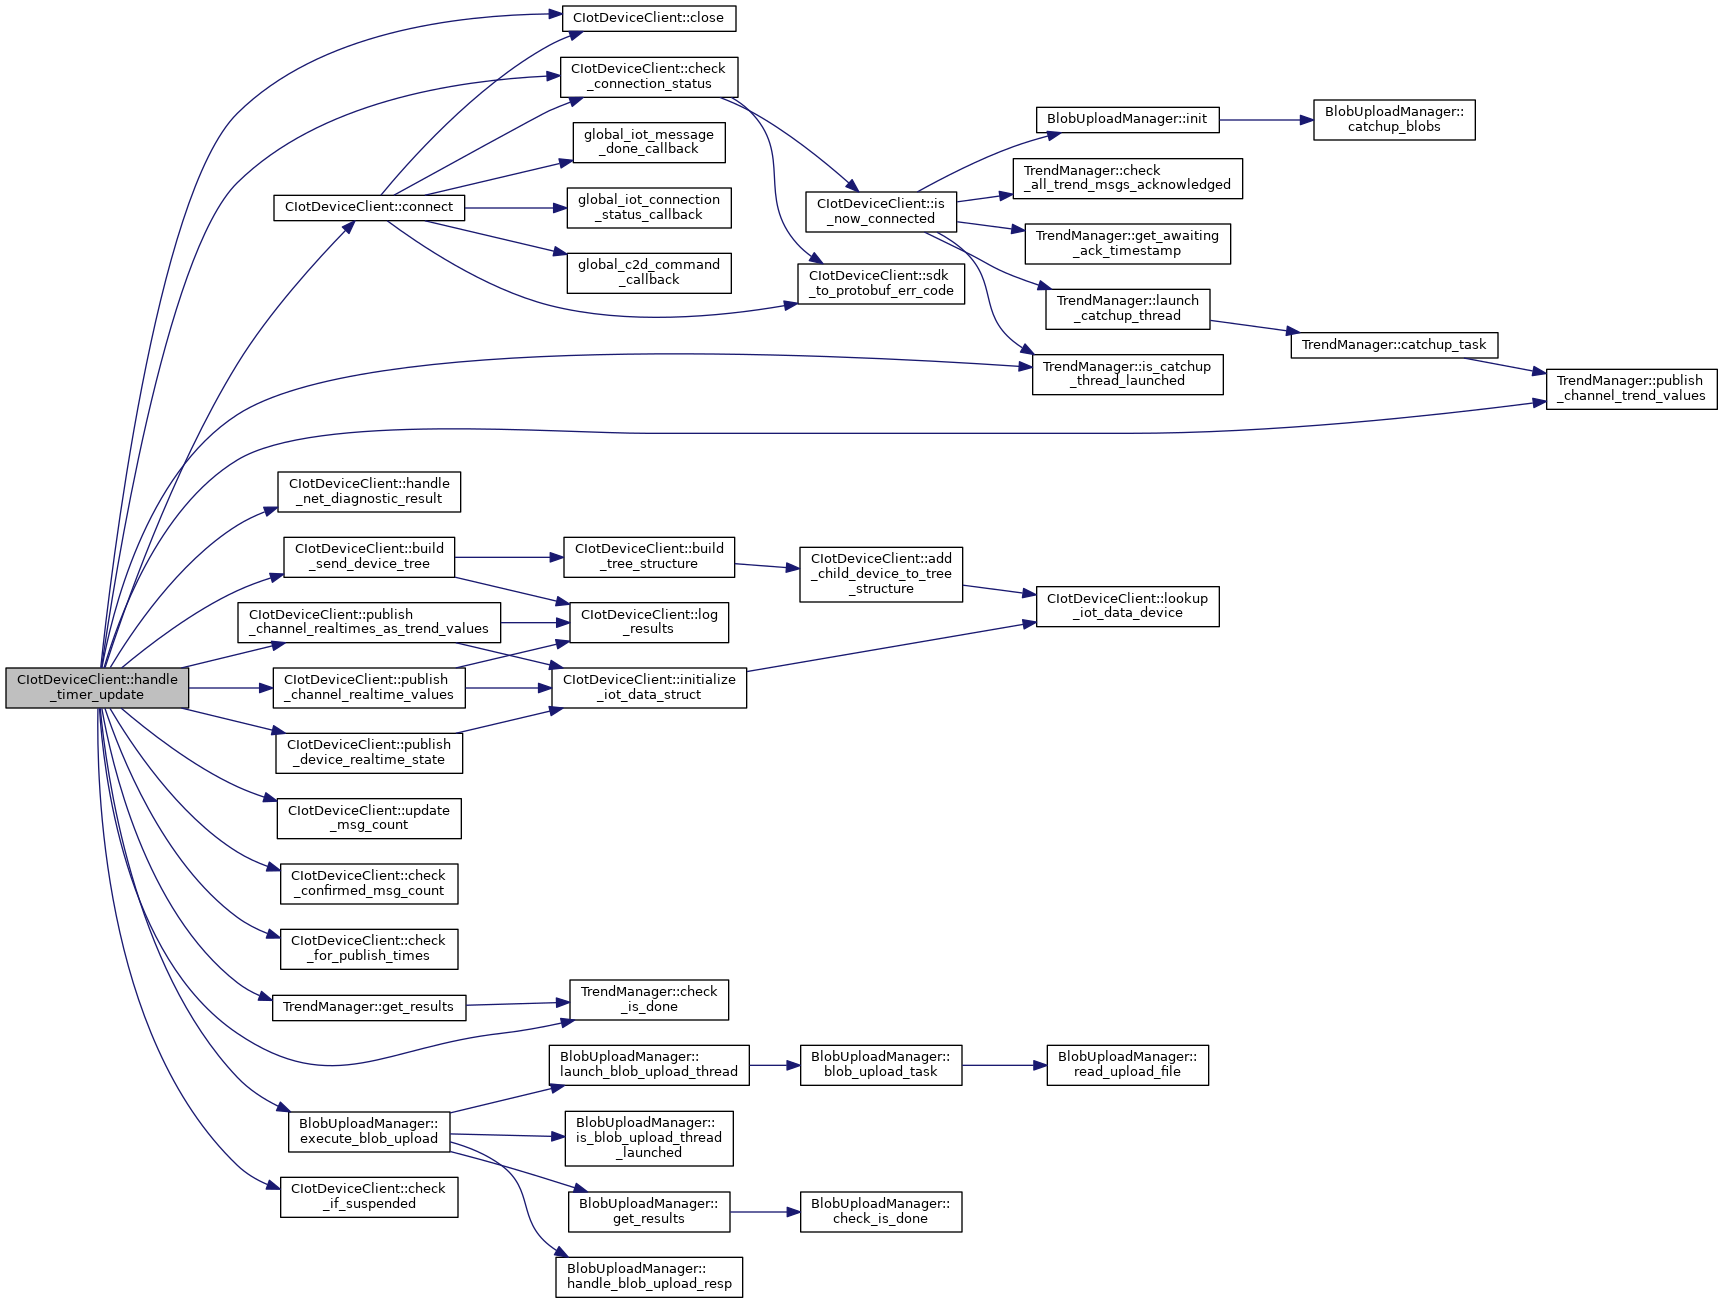 CIotDeviceClient::close
CIotDeviceClient::check
_connection_status
global_iot_message
_done_callback
CIotDeviceClient::connect
global_iot_connection
_status_callback
global_c2d_command
_callback
BlobUploadManager::init
BlobUploadManager::
catchup_blobs
TrendManager::check
_all_trend_msgs_acknowledged
CIotDeviceClient::is
_now_connected
TrendManager::get_awaiting
_ack_timestamp
CIotDeviceClient::sdk
_to_protobuf_err_code
TrendManager::launch
_catchup_thread
TrendManager::catchup_task
TrendManager::is_catchup
_thread_launched
TrendManager::publish
_channel_trend_values
CIotDeviceClient::handle
_net_diagnostic_result
CIotDeviceClient::build
_send_device_tree
CIotDeviceClient::build
_tree_structure
CIotDeviceClient::add
_child_device_to_tree
_structure
CIotDeviceClient::lookup
_iot_data_device
CIotDeviceClient::publish
_channel_realtimes_as_trend_values
CIotDeviceClient::log
_results
CIotDeviceClient::handle
_timer_update
CIotDeviceClient::publish
_channel_realtime_values
CIotDeviceClient::initialize
_iot_data_struct
CIotDeviceClient::publish
_device_realtime_state
CIotDeviceClient::update
_msg_count
CIotDeviceClient::check
_confirmed_msg_count
CIotDeviceClient::check
_for_publish_times
TrendManager::get_results
TrendManager::check
_is_done
BlobUploadManager::
launch_blob_upload_thread
BlobUploadManager::
blob_upload_task
BlobUploadManager::
read_upload_file
BlobUploadManager::
execute_blob_upload
BlobUploadManager::
is_blob_upload_thread
_launched
CIotDeviceClient::check
_if_suspended
BlobUploadManager::
get_results
BlobUploadManager::
check_is_done
BlobUploadManager::
handle_blob_upload_resp